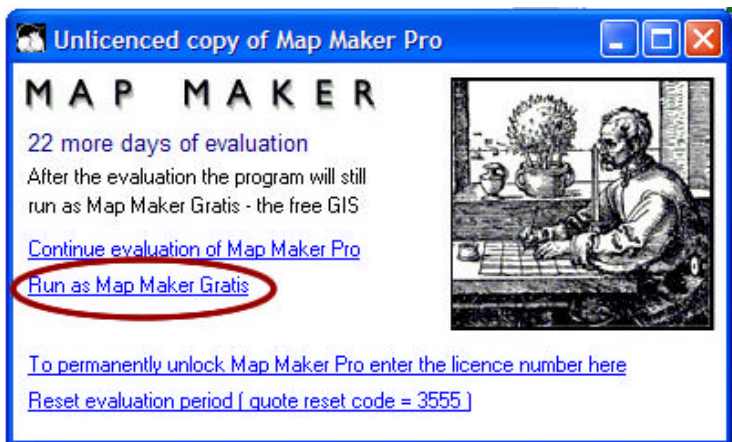 Unlicenced copy of Map Maker Pro
MAP MAKER
22 more days of evaluation
After the evaluation the program will still
run as Map Maker Gratis - the free GIS
Continue evaluation of Map Maker Pro
Run as Map Maker Gratis
To permanently unlock Map Maker Pro enter the licence number here
Reset evaluation period ( quote reset code = 3555 )